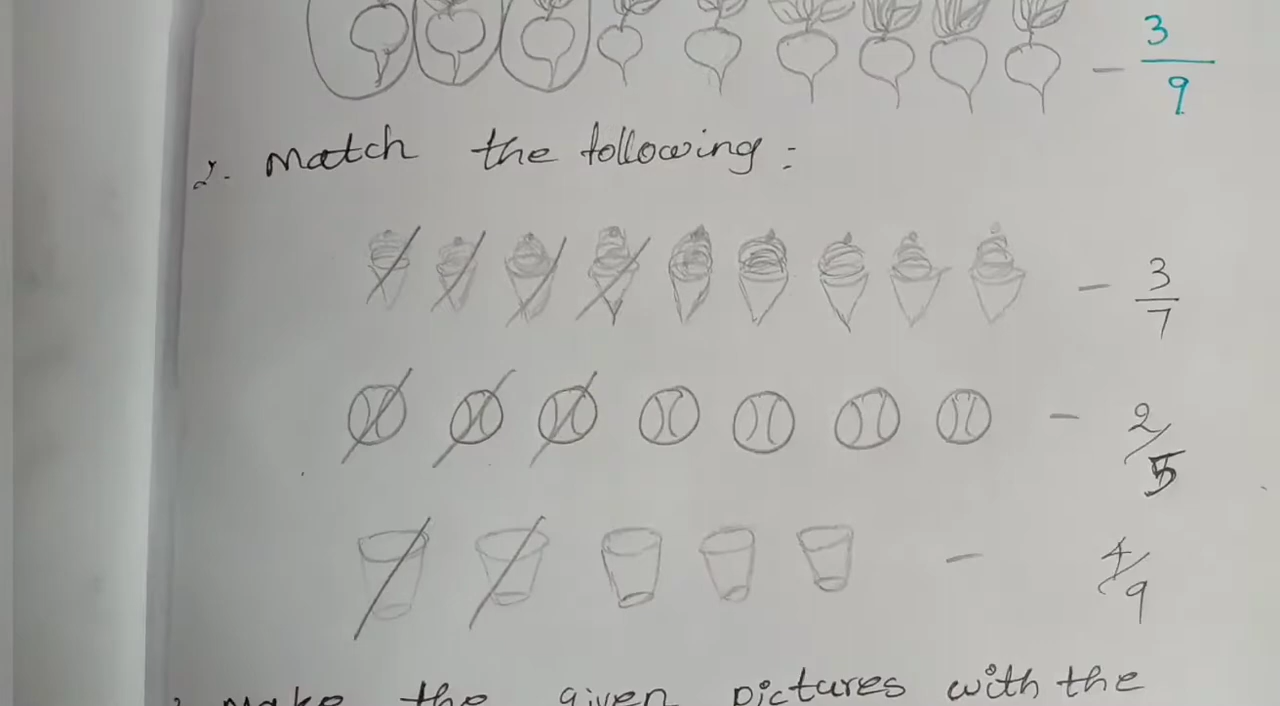 - 3/9
2. Match the following :
- 3/7
- 2/5
- 4/9
Make the given pictures with the